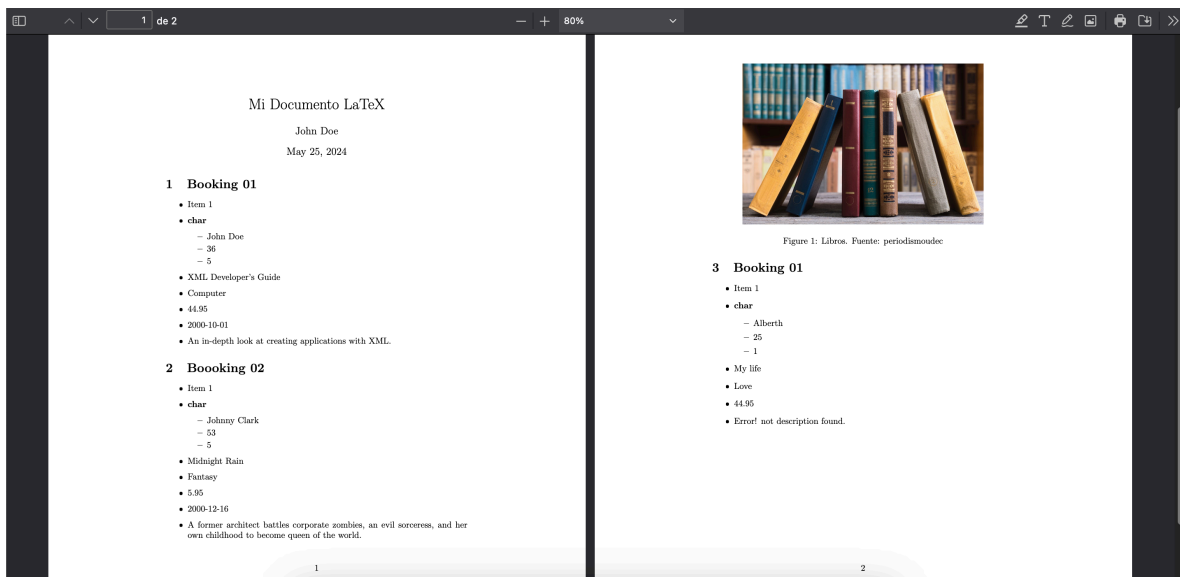 1 de 2
80%
Mi Documento LaTeX
John Doe
May 25, 2024
1 Booking 01
• Item 1
• char
– John Doe
– 36
– 5
• XML Developer's Guide
• Computer
• 44.95
• 2000-10-01
• An in-depth look at creating applications with XML.
2 Boooking 02
• Item 1
• char
– Johnny Clark
– 53
– 5
• Midnight Rain
• Fantasy
• 5.95
• 2000-12-16
• A former architect battles corporate zombies, an evil sorceress, and her
own childhood to become queen of the world.
1
Figure 1: Libros. Fuente: periodismoudec
3 Booking 01
• Item 1
• char
– Alberth
– 25
– 1
• My life
• Love
• 44.95
• Error! not description found.
2